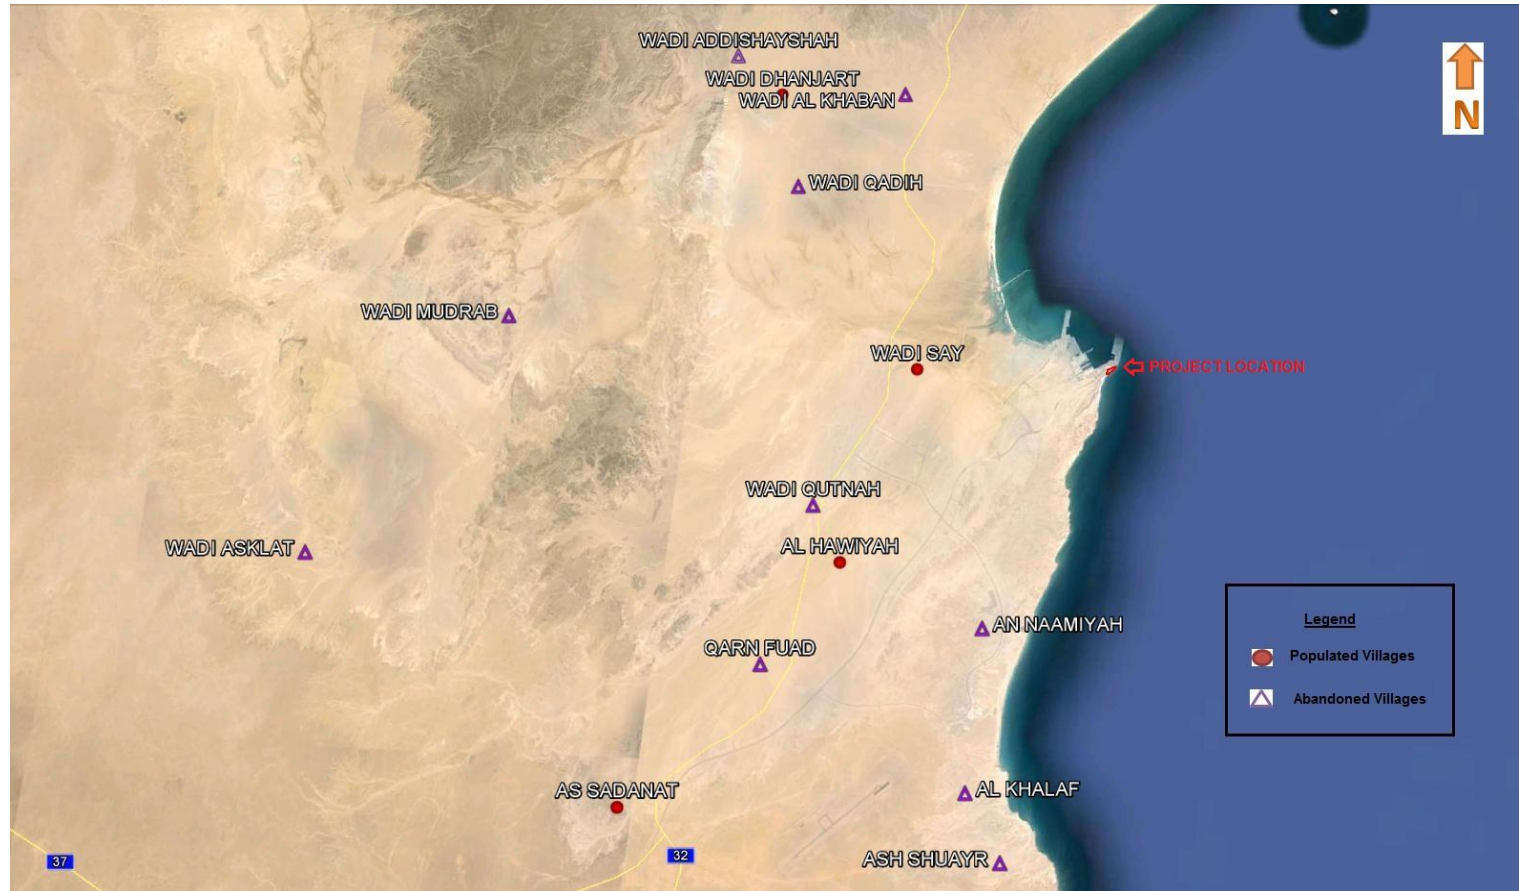 WADI ADDISHAYSHAH
WADI DHANJART
WADI AL KHABAN
N
WADI QADIH
WADI MUDRAB
WADI SAY
PROJECT LOCATION
WADI QUTNAH
WADI ASKLAT
AL HAWIYAH
AN NAAMIYAH
Legend
QARN FUAD
Populated Villages
Abandoned Villages
AS SADANAT
AL KHALAF
37
32
ASH SHUAYR